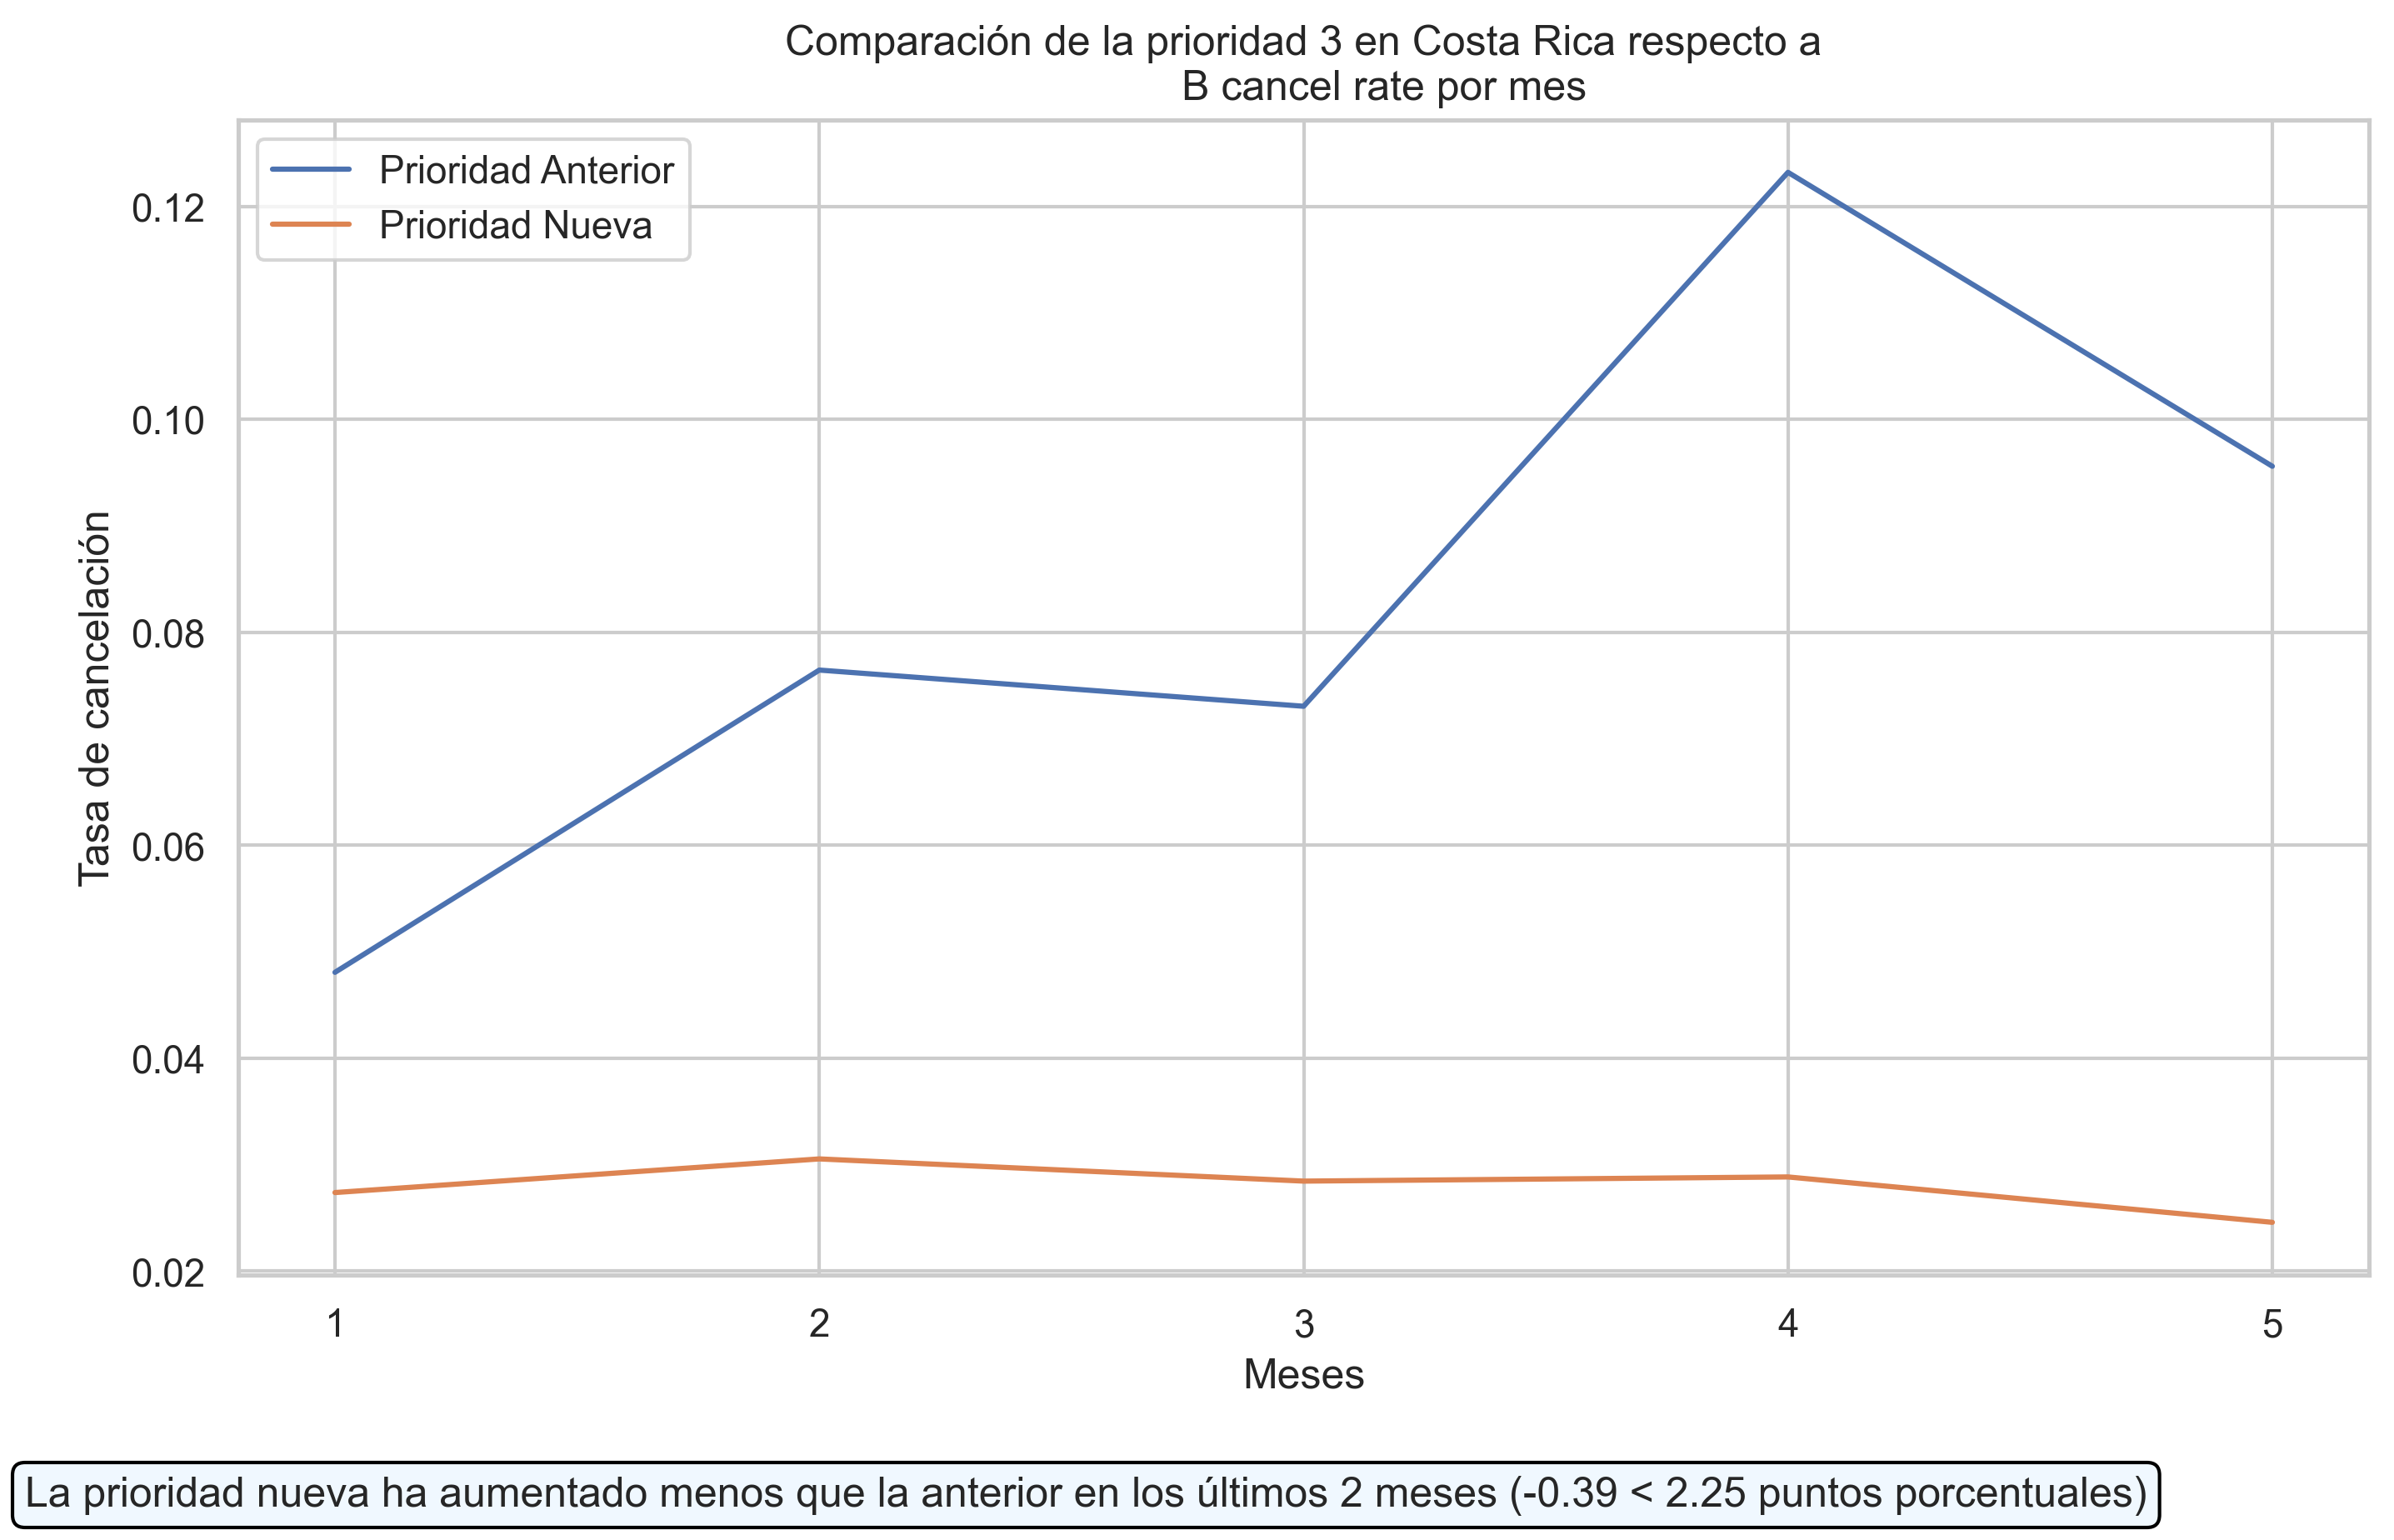 Comparación de la prioridad 3 en Costa Rica respecto a
B cancel rate por mes
Prioridad Anterior
Prioridad Nueva
0.12
0.10
0.08
0.06
0.04
0.02
Tasa de cancelación
1 2 3 4 5
Meses
La prioridad nueva ha aumentado menos que la anterior en los últimos 2 meses (-0.39 < 2.25 puntos porcentuales)